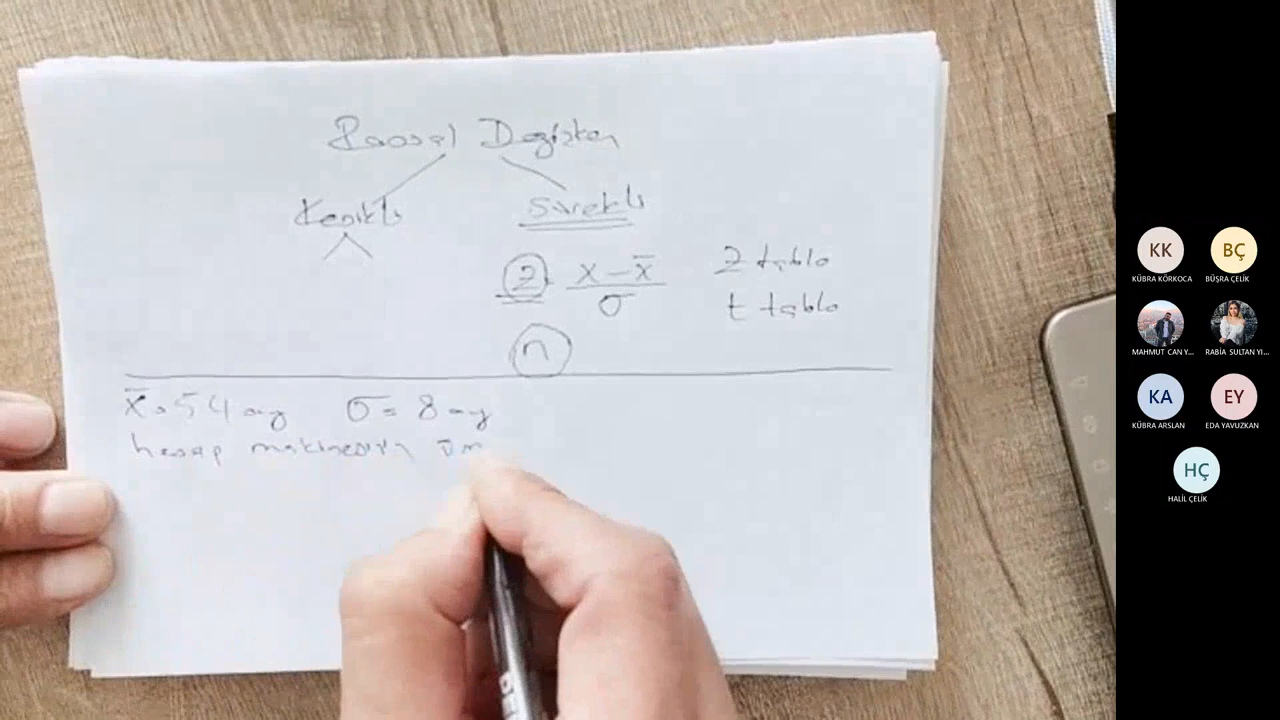 Rassal Değişken
Kesikli Sürekli
Z = X - X̄ / σ
Z tablo
t tablo
n
X̄ = 54 ay σ = 8 ay
hesap makinesinin öm
KK
KÜBRA KÖRKOCA
BÇ
BÜŞRA ÇELİK
MAHMUT CAN Y...
RABİA SULTAN YI...
KA
KÜBRA ARSLAN
EY
EDA YAVUZKAN
HÇ
HALİL ÇELİK